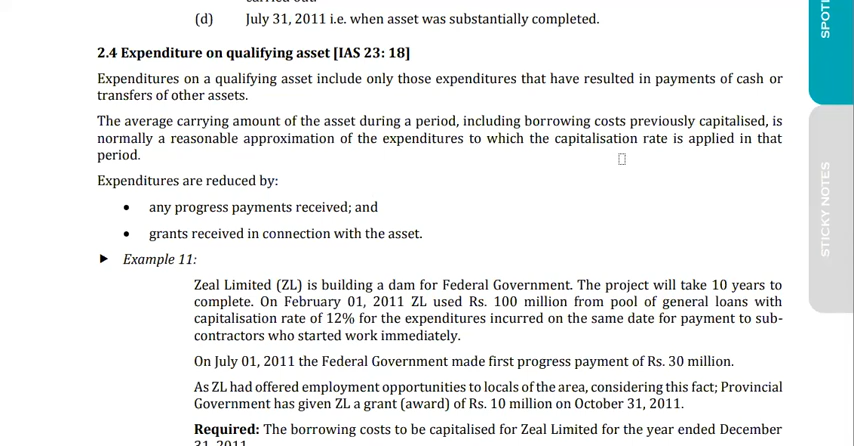 (d) July 31, 2011 i.e. when asset was substantially completed.
2.4 Expenditure on qualifying asset [IAS 23: 18]
Expenditures on a qualifying asset include only those expenditures that have resulted in payments of cash or
transfers of other assets.
The average carrying amount of the asset during a period, including borrowing costs previously capitalised, is
normally a reasonable approximation of the expenditures to which the capitalisation rate is applied in that
period.
Expenditures are reduced by:
• any progress payments received; and
• grants received in connection with the asset.
Example 11:
Zeal Limited (ZL) is building a dam for Federal Government. The project will take 10 years to
complete. On February 01, 2011 ZL used Rs. 100 million from pool of general loans with
capitalisation rate of 12% for the expenditures incurred on the same date for payment to sub-
contractors who started work immediately.
On July 01, 2011 the Federal Government made first progress payment of Rs. 30 million.
As ZL had offered employment opportunities to locals of the area, considering this fact; Provincial
Government has given ZL a grant (award) of Rs. 10 million on October 31, 2011.
Required: The borrowing costs to be capitalised for Zeal Limited for the year ended December
31, 2011
SPOT
STICKY NOTES